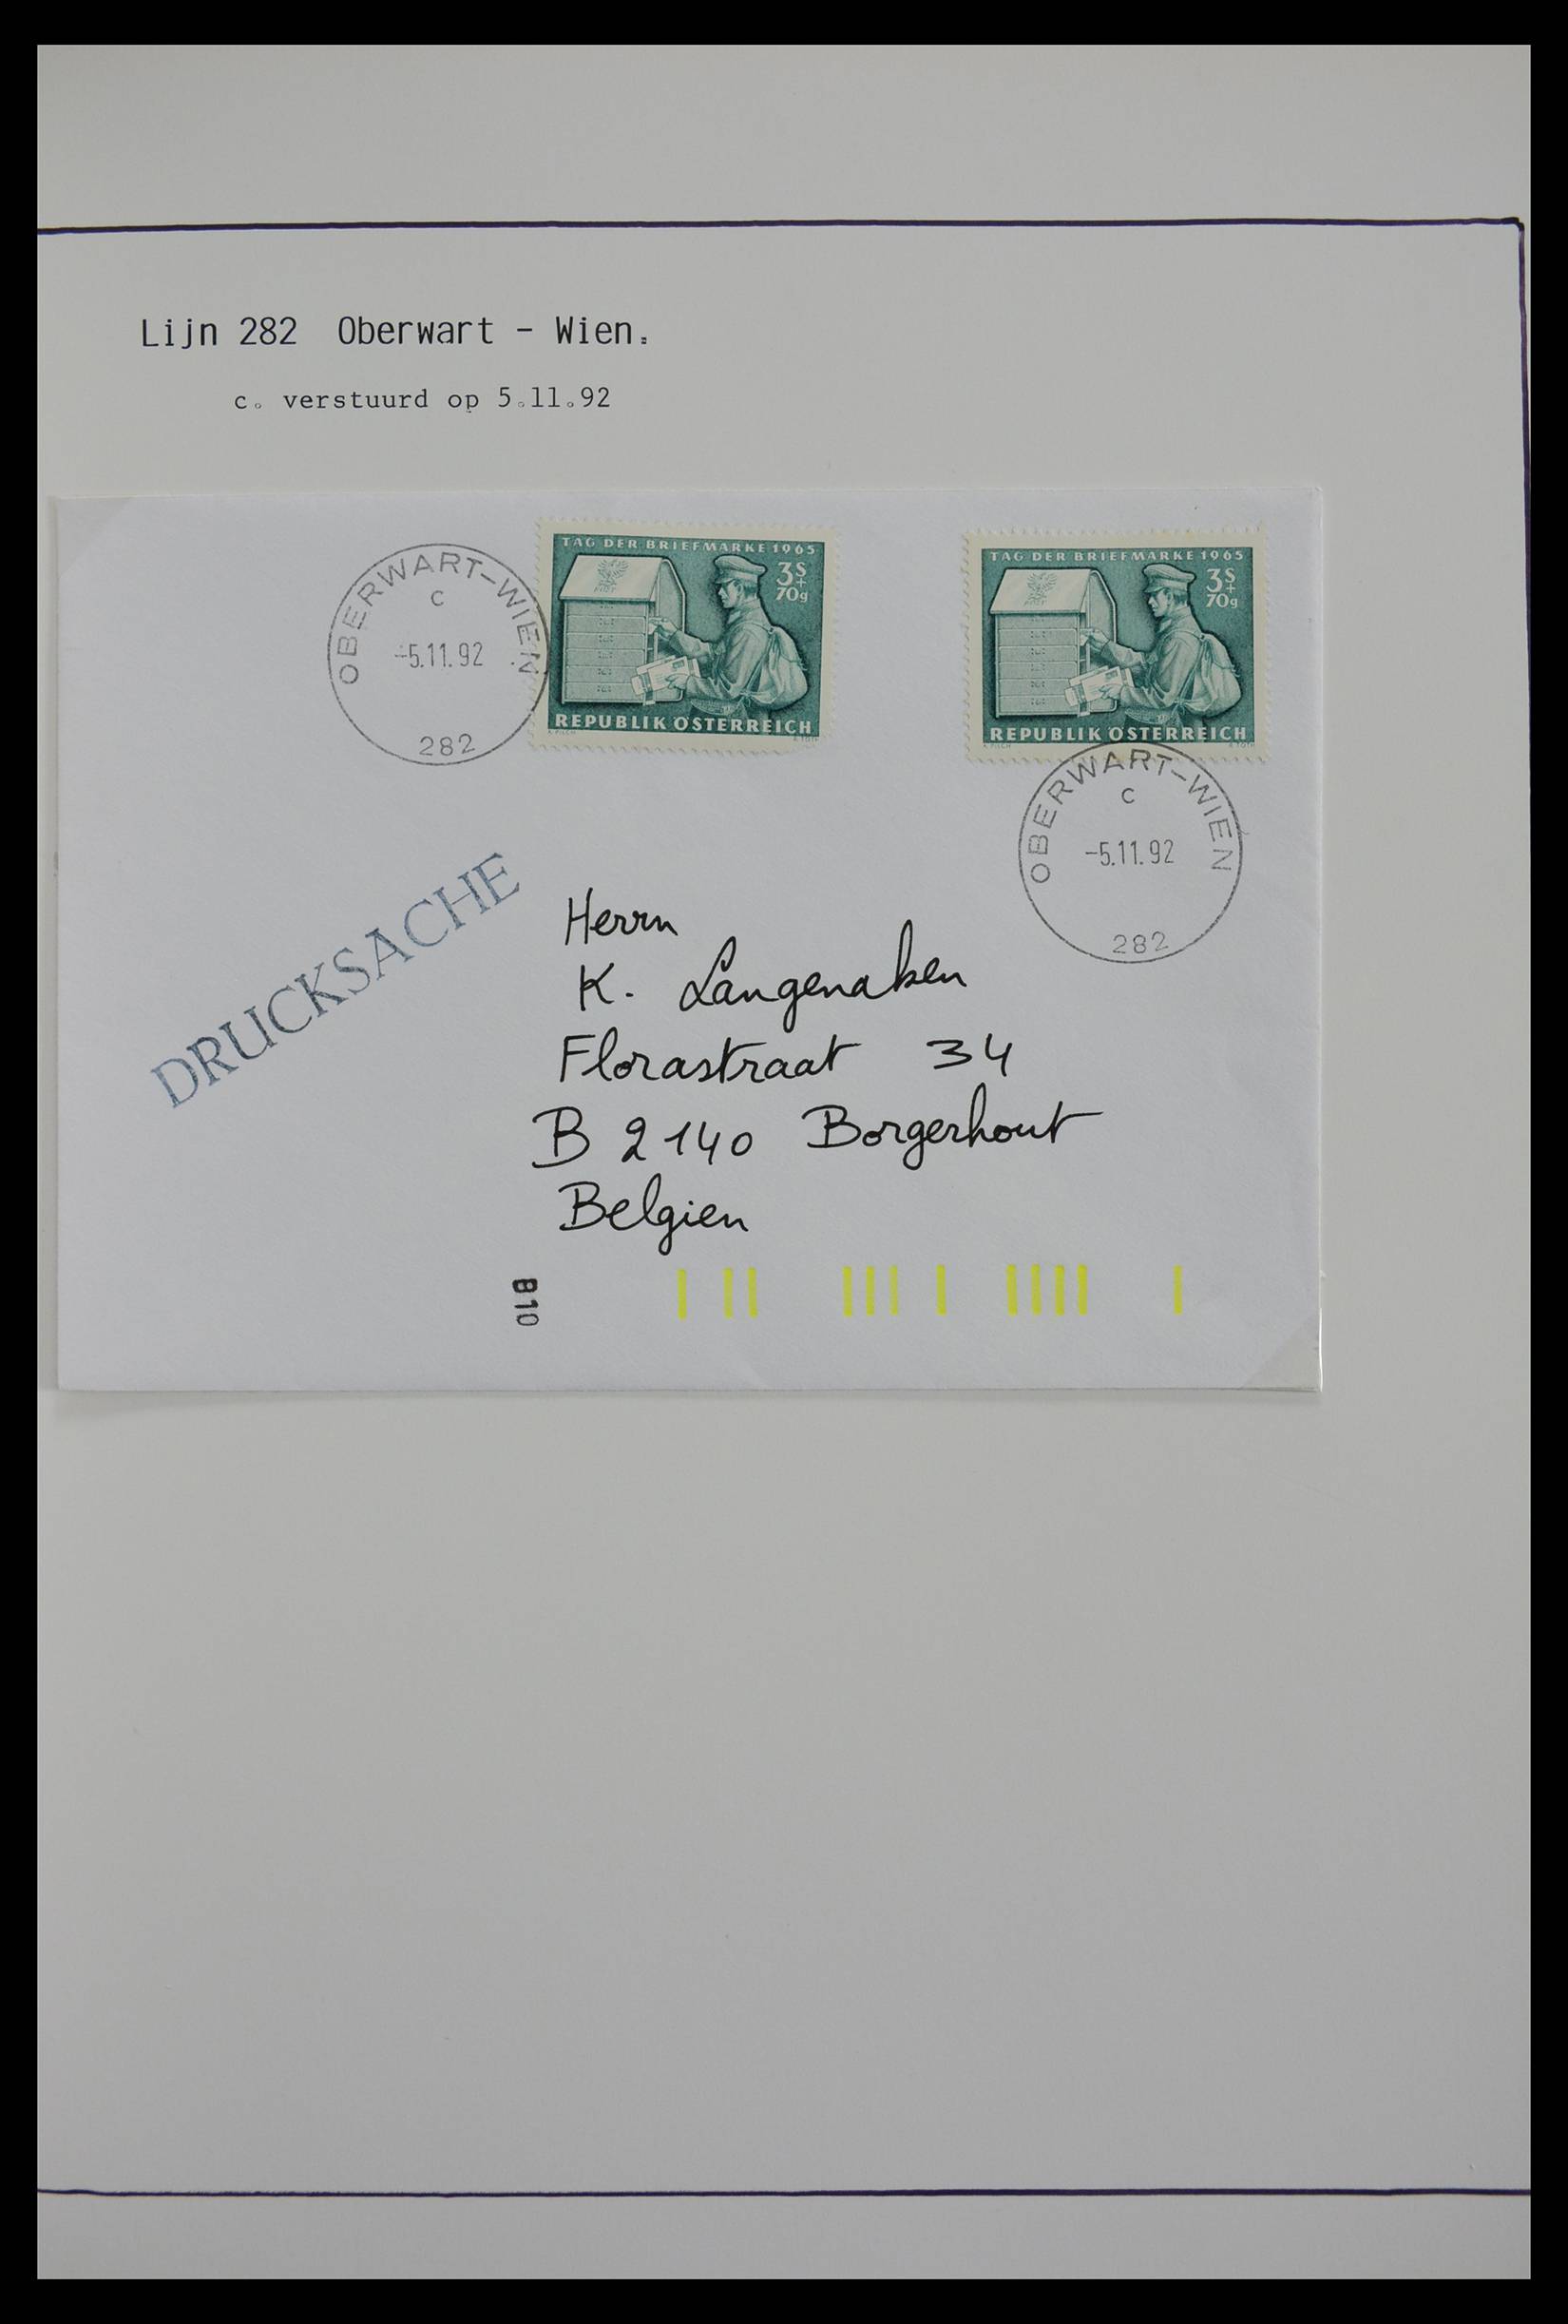 Lijn 282 Oberwart - Wien.
c. verstuurd op 5.11.92
OBERWART-WIEN
c
-5.11.92
282
TAG DER BRIEFMARKE 1965
3S
+
70g
REPUBLIK ÖSTERREICH
TAG DER BRIEFMARKE 1965
3S
+
70g
REPUBLIK ÖSTERREICH
OBERWART-WIEN
c
-5.11.92
282
DRUCKSACHE
Herrn
K. Langenaken
Florastraat 34
B 2140 Borgerhout
Belgien
B10